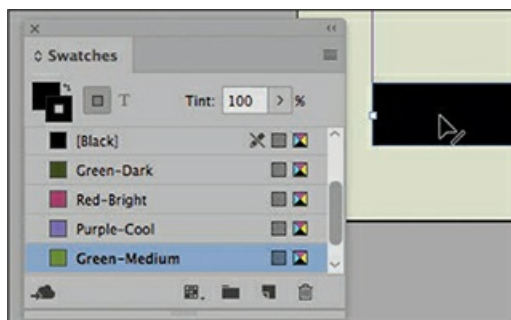 Swatches
T Tint: 100 > %
[Black]
Green-Dark
Red-Bright
Purple-Cool
Green-Medium